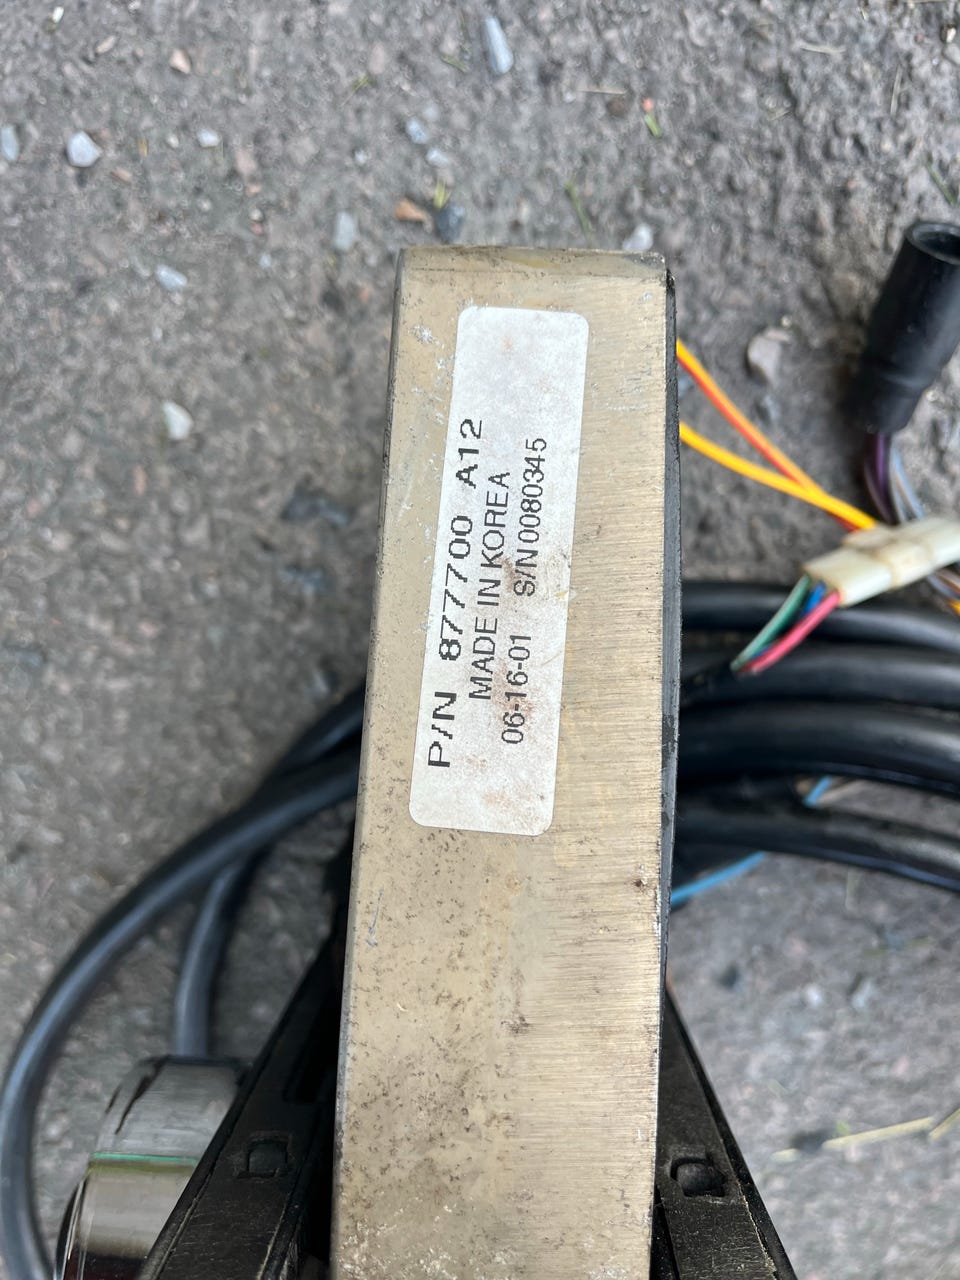 P/N 877700 A12
MADE IN KOREA
06-16-01 S/N 0080345